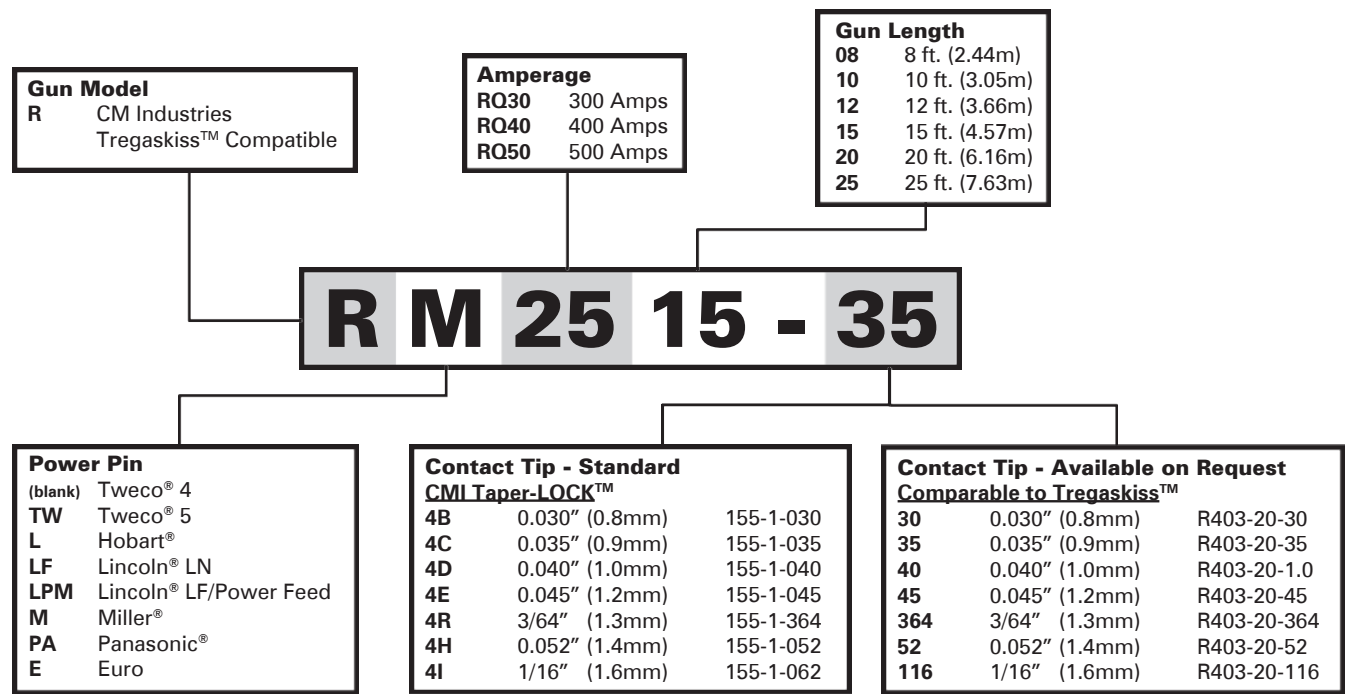 Gun Model
R CM Industries
Tregaskiss™ Compatible
Amperage
RQ30 300 Amps
RQ40 400 Amps
RQ50 500 Amps
Gun Length
08 8 ft. (2.44m)
10 10 ft. (3.05m)
12 12 ft. (3.66m)
15 15 ft. (4.57m)
20 20 ft. (6.16m)
25 25 ft. (7.63m)
R M 25 15 - 35
Power Pin
(blank) Tweco® 4
TW Tweco® 5
L Hobart®
LF Lincoln® LN
LPM Lincoln® LF/Power Feed
M Miller®
PA Panasonic®
E Euro
Contact Tip - Standard
CMI Taper-LOCK™
4B 0.030” (0.8mm) 155-1-030
4C 0.035” (0.9mm) 155-1-035
4D 0.040” (1.0mm) 155-1-040
4E 0.045” (1.2mm) 155-1-045
4R 3/64” (1.3mm) 155-1-364
4H 0.052” (1.4mm) 155-1-052
4I 1/16” (1.6mm) 155-1-062
Contact Tip - Available on Request
Comparable to Tregaskiss™
30 0.030” (0.8mm) R403-20-30
35 0.035” (0.9mm) R403-20-35
40 0.040” (1.0mm) R403-20-1.0
45 0.045” (1.2mm) R403-20-45
364 3/64” (1.3mm) R403-20-364
52 0.052” (1.4mm) R403-20-52
116 1/16” (1.6mm) R403-20-116